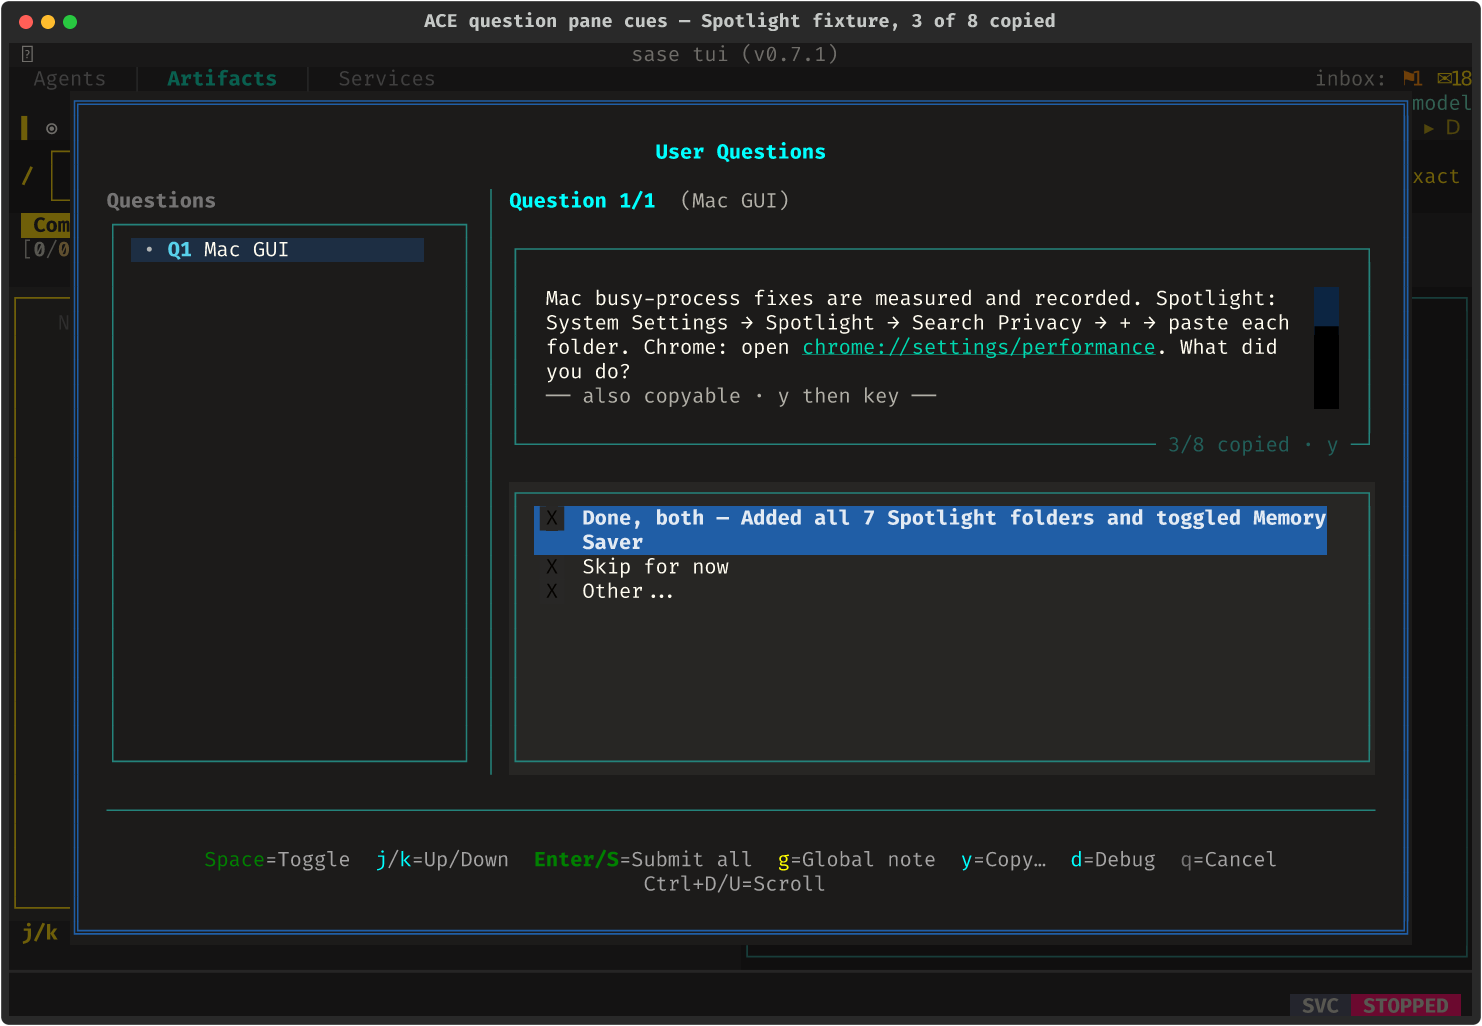 ACE question pane cues — Spotlight fixture, 3 of 8 copied
sase tui (v0.7.1)
Agents │ Artifacts │ Services
inbox: ⚑1 ✉18
model
▸ D
/
xact
Com
[0/0
N
User Questions
Questions
• Q1 Mac GUI
Question 1/1 (Mac GUI)
Mac busy-process fixes are measured and recorded. Spotlight:
System Settings → Spotlight → Search Privacy → + → paste each
folder. Chrome: open chrome://settings/performance. What did
you do?
── also copyable · y then key ──
3/8 copied · y
X Done, both — Added all 7 Spotlight folders and toggled Memory
Saver
X Skip for now
X Other...
Space=Toggle j/k=Up/Down Enter/S=Submit all g=Global note y=Copy… d=Debug q=Cancel
Ctrl+D/U=Scroll
j/k
SVC STOPPED